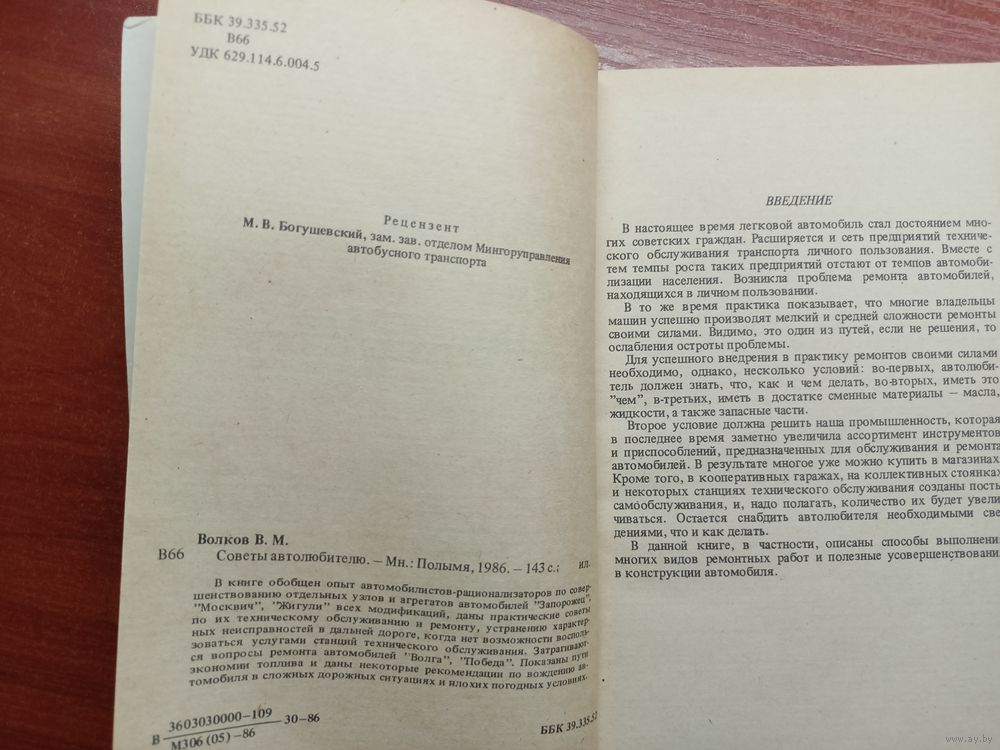 ББК 39.335.52
В66
УДК 629.114.6.004.5
Рецензент
М. В. Богушевский, зам. зав. отделом Мингоруправления
автобусного транспорта
Волков В. М.
В66 Советы автолюбителю. – Мн.: Полымя, 1986. – 143 с.: ил.
В книге обобщен опыт автомобилистов-рационализаторов по совер-
шенствованию отдельных узлов и агрегатов автомобилей "Запорожец",
"Москвич", "Жигули" всех модификаций, даны практические советы
по их техническому обслуживанию и ремонту, устранению характер-
ных неисправностей в дальней дороге, когда нет возможности восполь-
зоваться услугами станций технического обслуживания. Затрагивают-
ся вопросы ремонта автомобилей "Волга", "Победа". Показаны пути
экономии топлива и даны некоторые рекомендации по вождению ав-
томобиля в сложных дорожных ситуациях и плохих погодных условиях.
В 3603030000–109 30–86
М306 (05) –86
ББК 39.335.52
ВВЕДЕНИЕ
В настоящее время легковой автомобиль стал достоянием мно-
гих советских граждан. Расширяется и сеть предприятий техниче-
ского обслуживания транспорта личного пользования. Вместе с
тем темпы роста таких предприятий отстают от темпов автомоби-
лизации населения. Возникла проблема ремонта автомобилей,
находящихся в личном пользовании.
В то же время практика показывает, что многие владельцы
машин успешно производят мелкий и средней сложности ремонты
своими силами. Видимо, это один из путей, если не решения, то
ослабления остроты проблемы.
Для успешного внедрения в практику ремонтов своими силами
необходимо, однако, несколько условий: во-первых, автолюби-
тель должен знать, что, как и чем делать, во-вторых, иметь это
"чем", в-третьих, иметь в достатке сменные материалы – масла,
жидкости, а также запасные части.
Второе условие должна решить наша промышленность, которая
в последнее время заметно увеличила ассортимент инструментов
и приспособлений, предназначенных для обслуживания и ремонта
автомобилей. В результате многое уже можно купить в магазинах.
Кроме того, в кооперативных гаражах, на коллективных стоянках
и некоторых станциях технического обслуживания созданы посты
самообслуживания, и, надо полагать, количество их будет увели
чиваться. Остается снабдить автолюбителя необходимыми све
дениями, что и как делать.
В данной книге, в частности, описаны способы выполнени
многих видов ремонтных работ и полезные усовершенствовани
в конструкции автомобиля.
www.ay.by